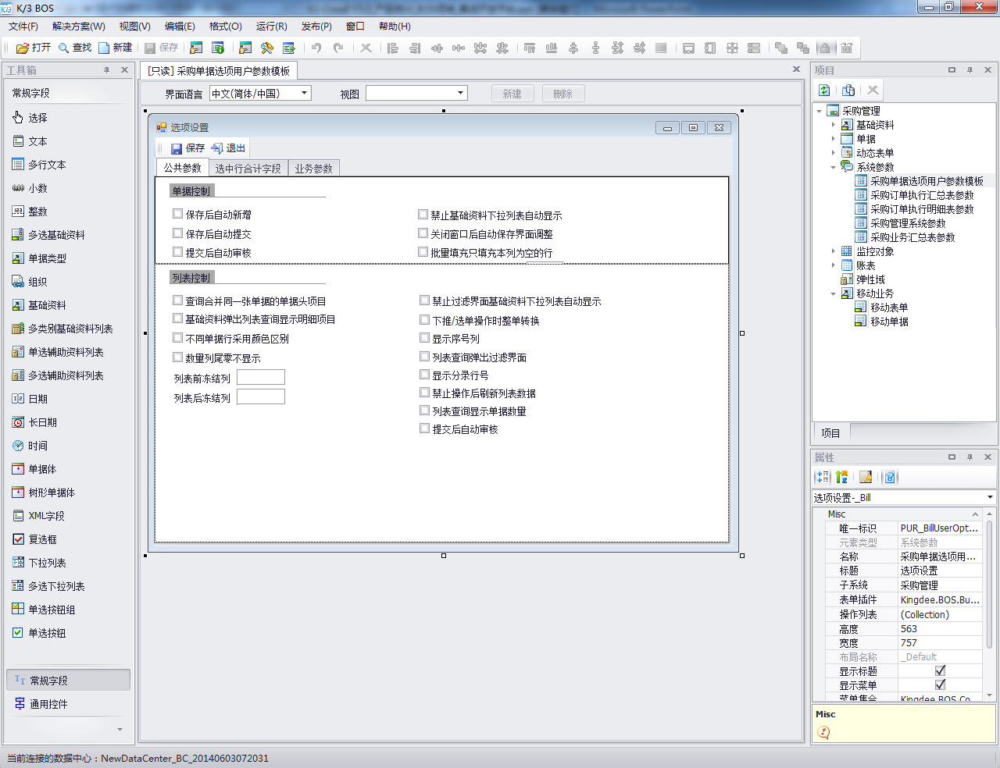 K/3 BOS
文件(F) 解决方案(W) 视图(V) 编辑(E) 格式(O) 运行(R) 发布(P) 窗口 帮助(H)
打开 查找 新建 保存
工具箱
常规字段
选择
文本
多行文本
小数
整数
多选基础资料
单据类型
组织
基础资料
多类别基础资料列表
单选辅助资料列表
多选辅助资料列表
日期
长日期
时间
单据体
树形单据体
XML字段
复选框
下拉列表
多选下拉列表
单选按钮组
单选按钮
常规字段
通用控件
[只读] 采购单据选项用户参数模板
界面语言 中文(简体/中国) 视图 新建 删除
选项设置
保存 退出
公共参数 选中行合计字段 业务参数
单据控制
保存后自动新增 禁止基础资料下拉列表自动显示
保存后自动提交 关闭窗口后自动保存界面调整
提交后自动审核 批量填充只填充本列为空的行
列表控制
查询合并同一张单据的单据头项目 禁止过滤界面基础资料下拉列表自动显示
基础资料弹出列表查询显示明细项目 下推/选单操作时整单转换
不同单据行采用颜色区别 显示序号列
数量列尾零不显示 列表查询弹出过滤界面
列表前冻结列 显示分录行号
列表后冻结列 禁止操作后刷新列表数据
列表查询显示单据数量
提交后自动审核
项目
采购管理
基础资料
单据
动态表单
系统参数
采购单据选项用户参数模板
采购订单执行汇总表参数
采购订单执行明细表参数
采购管理系统参数
采购业务汇总表参数
监控对象
账表
弹性域
移动业务
移动表单
移动单据
项目
属性
选项设置-_Bill
Misc
唯一标识 PUR_BillUserOpt...
元素类型 系统参数
名称 采购单据选项用...
标题 选项设置
子系统 采购管理
表单插件 Kingdee.BOS.Bu...
操作列表 (Collection)
高度 563
宽度 757
布局名称 _Default
显示标题
显示菜单
菜单集合 Kingdee.BOS.Co...
Misc
当前连接的数据中心：NewDataCenter_BC_20140603072031